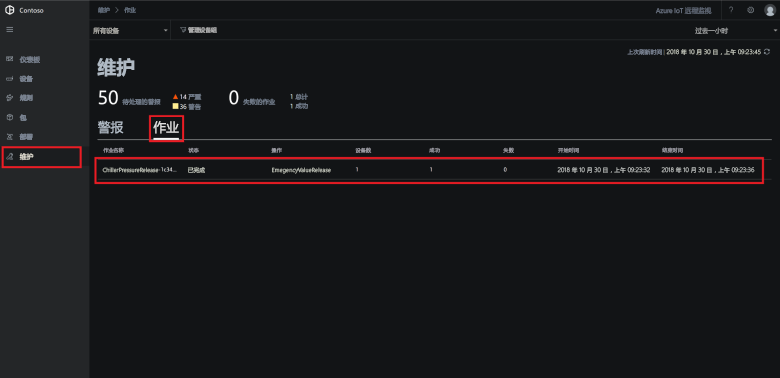 Contoso
维护 > 作业
Azure IoT 远程监视
?
所有设备
管理设备组
过去一小时
上次刷新时间 | 2018 年 10 月 30 日，上午 09:23:45
仪表板
设备
规则
包
部署
维护
维护
50 待处理的警报
14 严重
36 警告
0 失败的作业
1 总计
1 成功
警报 作业
作业名称 状态 操作 设备数 成功 失败 开始时间 结束时间
ChillerPressureRelease-1c34... 已完成 EmegencyValueRelease 1 1 0 2018 年 10 月 30 日，上午 09:23:32 2018 年 10 月 30 日，上午 09:23:36